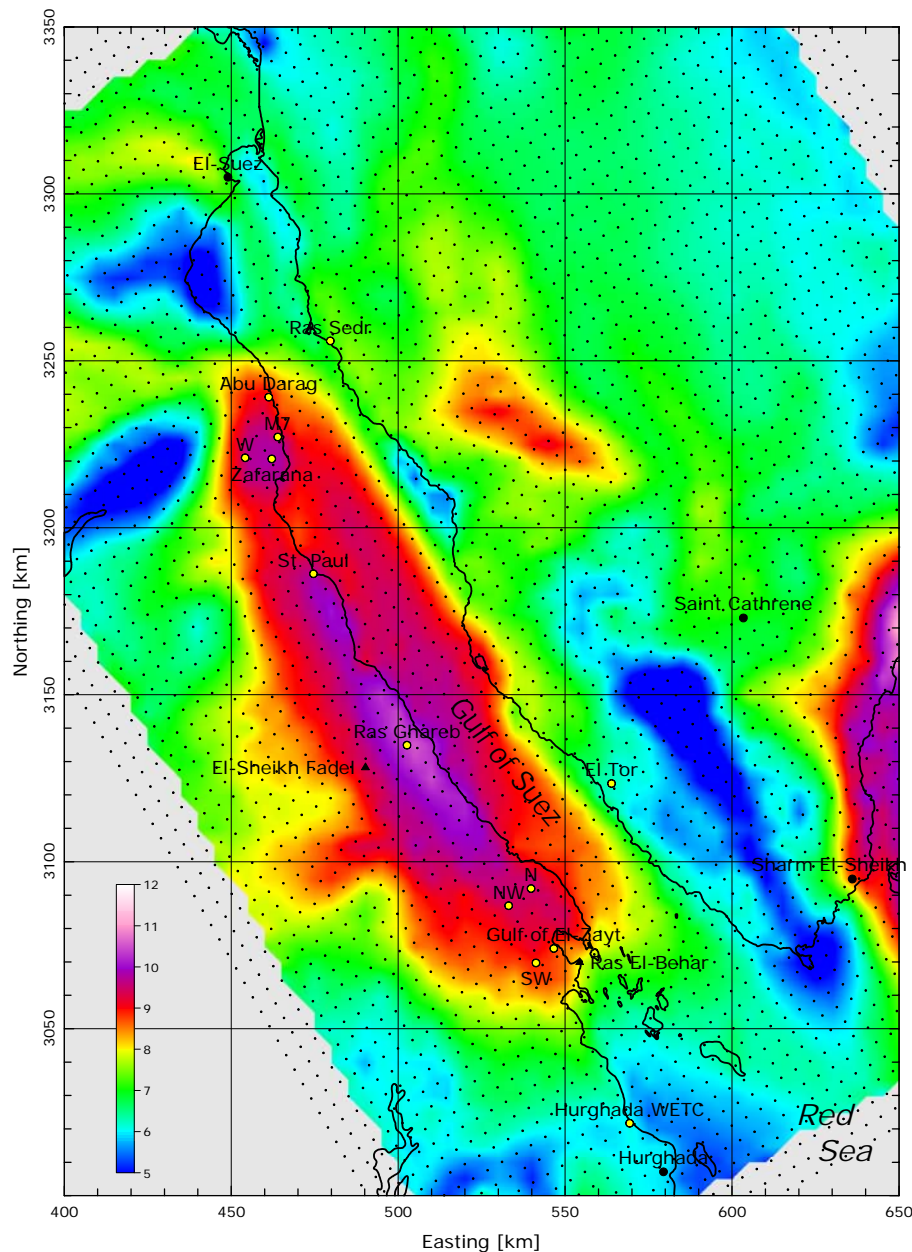 3350
3300
3250
3200
3150
3100
3050
Northing [km]
El-Suez
Ras Sedr
Abu Darag
M7
W
Zafarana
St. Paul
Saint Cathrene
Gulf of Suez
Ras Ghareb
El-Sheikh Fadel
El Tor
Sharm El-Sheikh
N
NW
Gulf of El-Zayt
Ras El-Behar
SW
Hurghada WETC
Hurghada
Red
Sea
12
11
10
9
8
7
6
5
400 450 500 550 600 650
Easting [km]